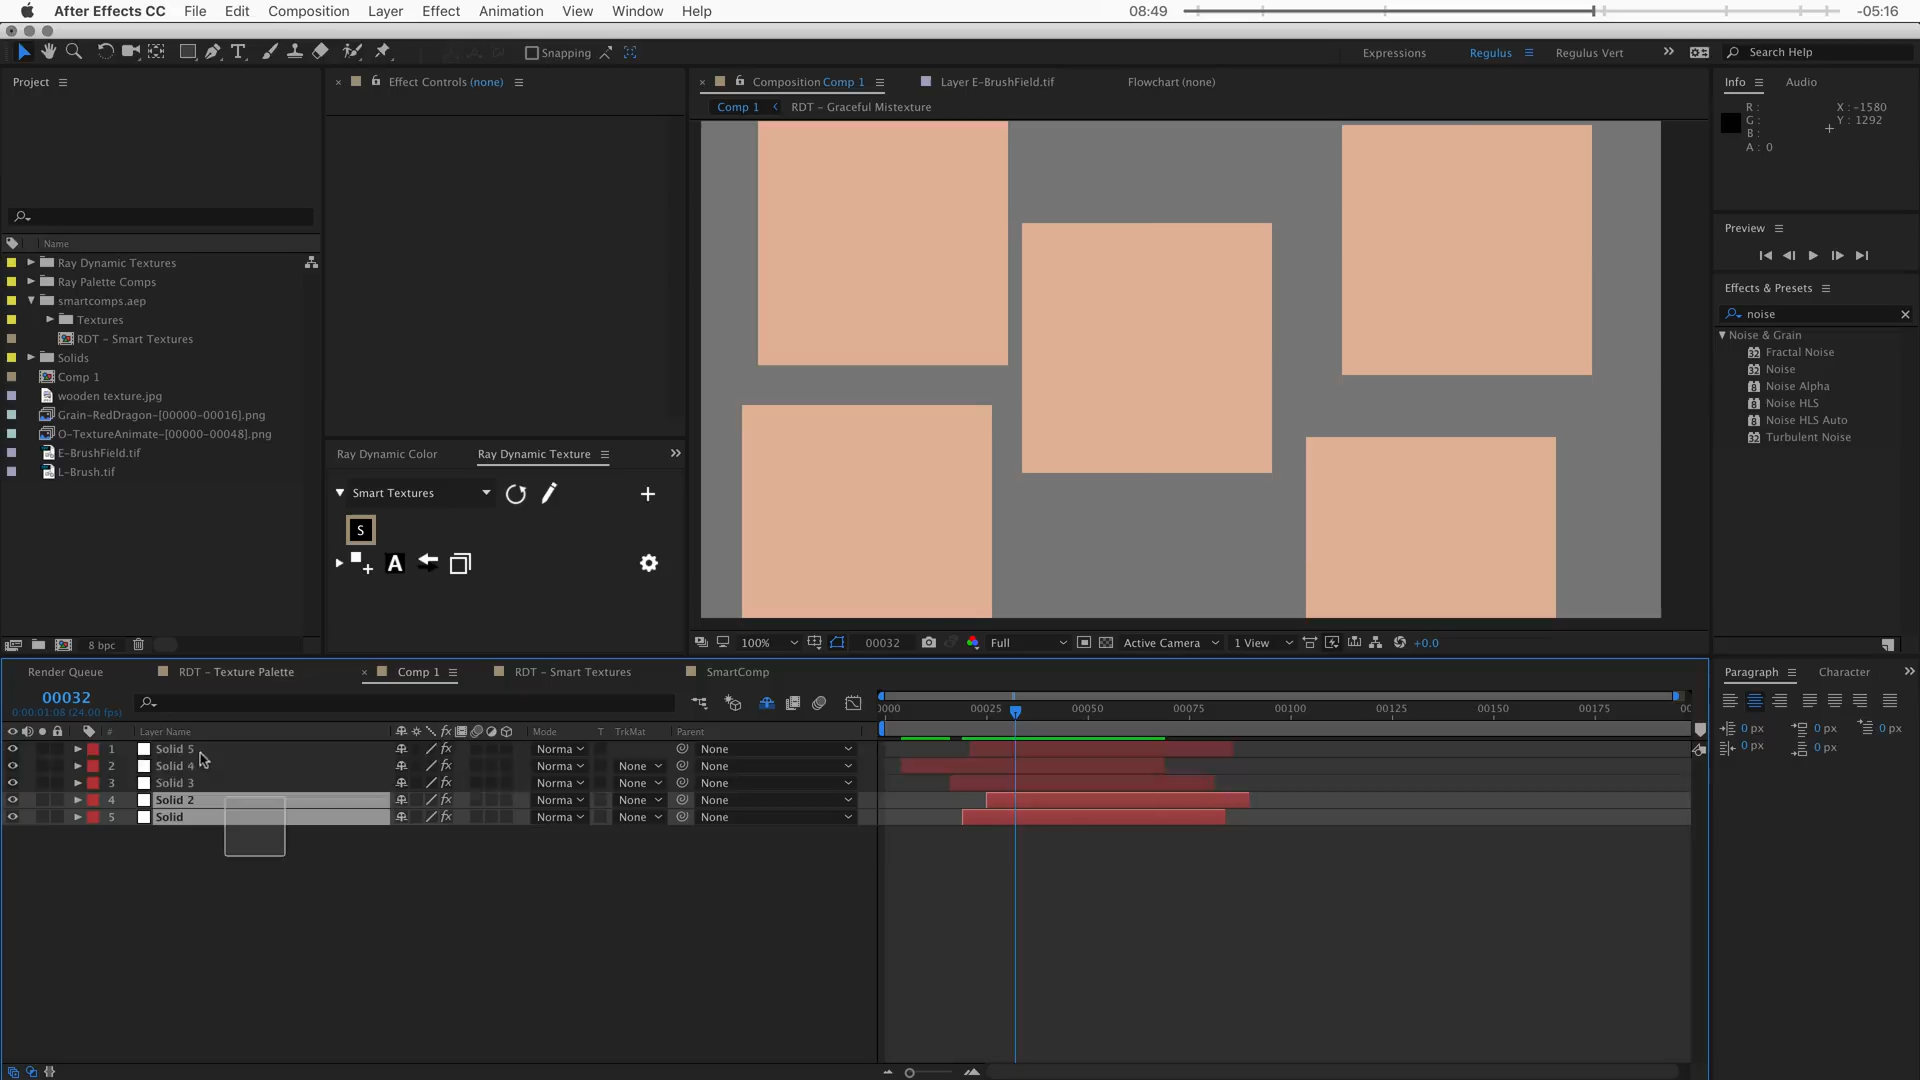 After Effects CC File Edit Composition Layer Effect Animation View Window Help 08:49 -05:16
Snapping Expressions Regulus Regulus Vert Search Help
Project Effect Controls (none) Composition Comp 1 Layer E-BrushField.tif Flowchart (none) Info Audio
Comp 1 RDT - Graceful Mistexture
R :
G :
B :
A : 0
X : -1580
Y : 1292
Name
Ray Dynamic Textures
Ray Palette Comps
smartcomps.aep
Textures
RDT - Smart Textures
Solids
Comp 1
wooden texture.jpg
Grain-RedDragon-[00000-00016].png
O-TextureAnimate-[00000-00048].png
E-BrushField.tif
L-Brush.tif
8 bpc
Ray Dynamic Color Ray Dynamic Texture
Smart Textures
S
A
100% 00032 Full Active Camera 1 View +0.0
Preview
Effects & Presets
noise
Noise & Grain
Fractal Noise
Noise
Noise Alpha
Noise HLS
Noise HLS Auto
Turbulent Noise
Render Queue RDT - Texture Palette Comp 1 RDT - Smart Textures SmartComp
00032
0:00:01:08 (24.00 fps)
0000 00025 00050 00075 00100 00125 00150 00175 00
# Layer Name Mode T TrkMat Parent
1 Solid 5 Norma None
2 Solid 4 Norma None None
3 Solid 3 Norma None None
4 Solid 2 Norma None None
5 Solid Norma None None
Paragraph Character
0 px 0 px 0 px
0 px 0 px